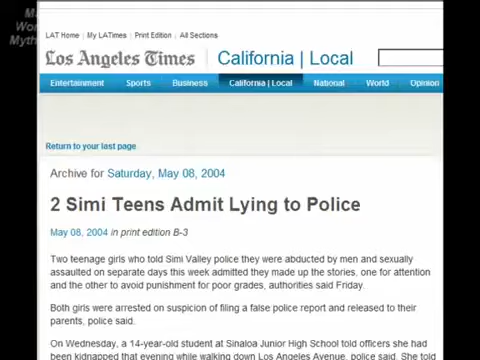 LAT Home | My LATimes | Print Edition | All Sections
Los Angeles Times
California | Local
Entertainment Sports Business California | Local National World Opinion
Return to your last page
Archive for Saturday, May 08, 2004
2 Simi Teens Admit Lying to Police
May 08, 2004 in print edition B-3
Two teenage girls who told Simi Valley police they were abducted by men and sexually
assaulted on separate days this week admitted they made up the stories, one for attention
and the other to avoid punishment for poor grades, authorities said Friday.
Both girls were arrested on suspicion of filing a false police report and released to their
parents, police said.
On Wednesday, a 14-year-old student at Sinaloa Junior High School told officers she had
been kidnapped that evening while walking down Los Angeles Avenue, police said. She told